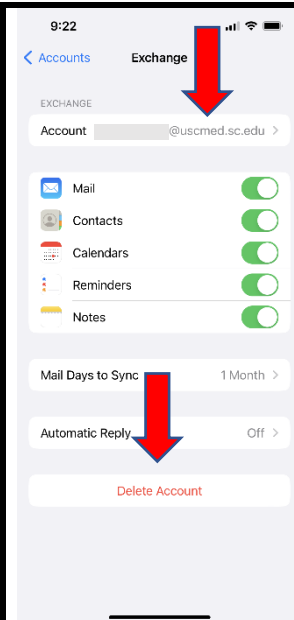 9:22
Accounts Exchange
EXCHANGE
Account @uscmed.sc.edu
Mail
Contacts
Calendars
Reminders
Notes
Mail Days to Sync 1 Month
Automatic Reply Off
Delete Account